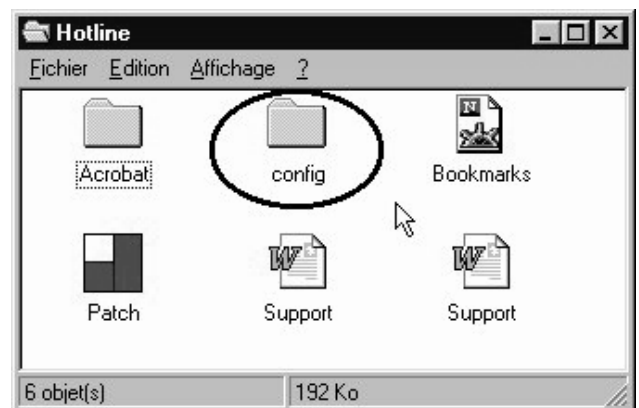 Hotline
Fichier Edition Affichage ?
Acrobat config Bookmarks
Patch Support Support
6 objet(s) 192 Ko